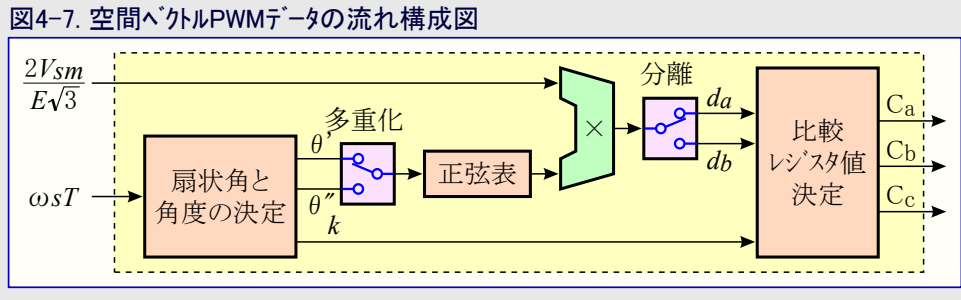 図4-7. 空間ﾍﾞｸﾄﾙPWMﾃﾞｰﾀの流れ構成図
2Vsm
E√3
ωsT
扇状角と
角度の決定
θ'
θ"
k
多重化
正弦表
×
分離
da
db
比較
ﾚｼﾞｽﾀ値
決定
Ca
Cb
Cc